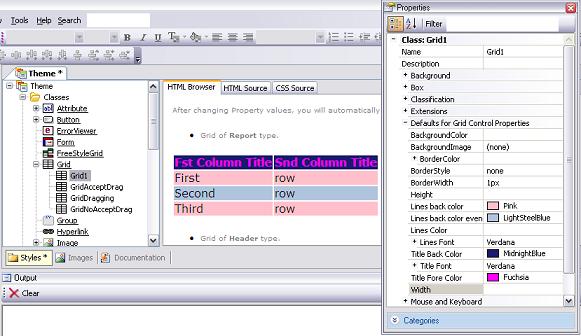 Tools Help Search
B I U
Theme *
Theme
Classes
Attribute
Button
ErrorViewer
Form
FreeStyleGrid
Grid
Grid1
GridAcceptDrag
GridDragging
GridNoAcceptDrag
Group
Hyperlink
Image
Styles * Images Documentation
HTML Browser HTML Source CSS Source
After changing Property values, you will automatically
Grid of Report type.
Fst Column Title Snd Column Title
First row
Second row
Third row
Grid of Header type.
Output
Clear
Properties
Filter
Class: Grid1
Name Grid1
Description
Background
Box
Classification
Extensions
Defaults for Grid Control Properties
BackgroundColor
BackgroundImage (none)
BorderColor
BorderStyle none
BorderWidth 1px
Height
Lines back color Pink
Lines back color even LightSteelBlue
Lines Color
Lines Font Verdana
Title Back Color MidnightBlue
Title Font Verdana
Title Fore Color Fuchsia
Width
Mouse and Keyboard
Categories